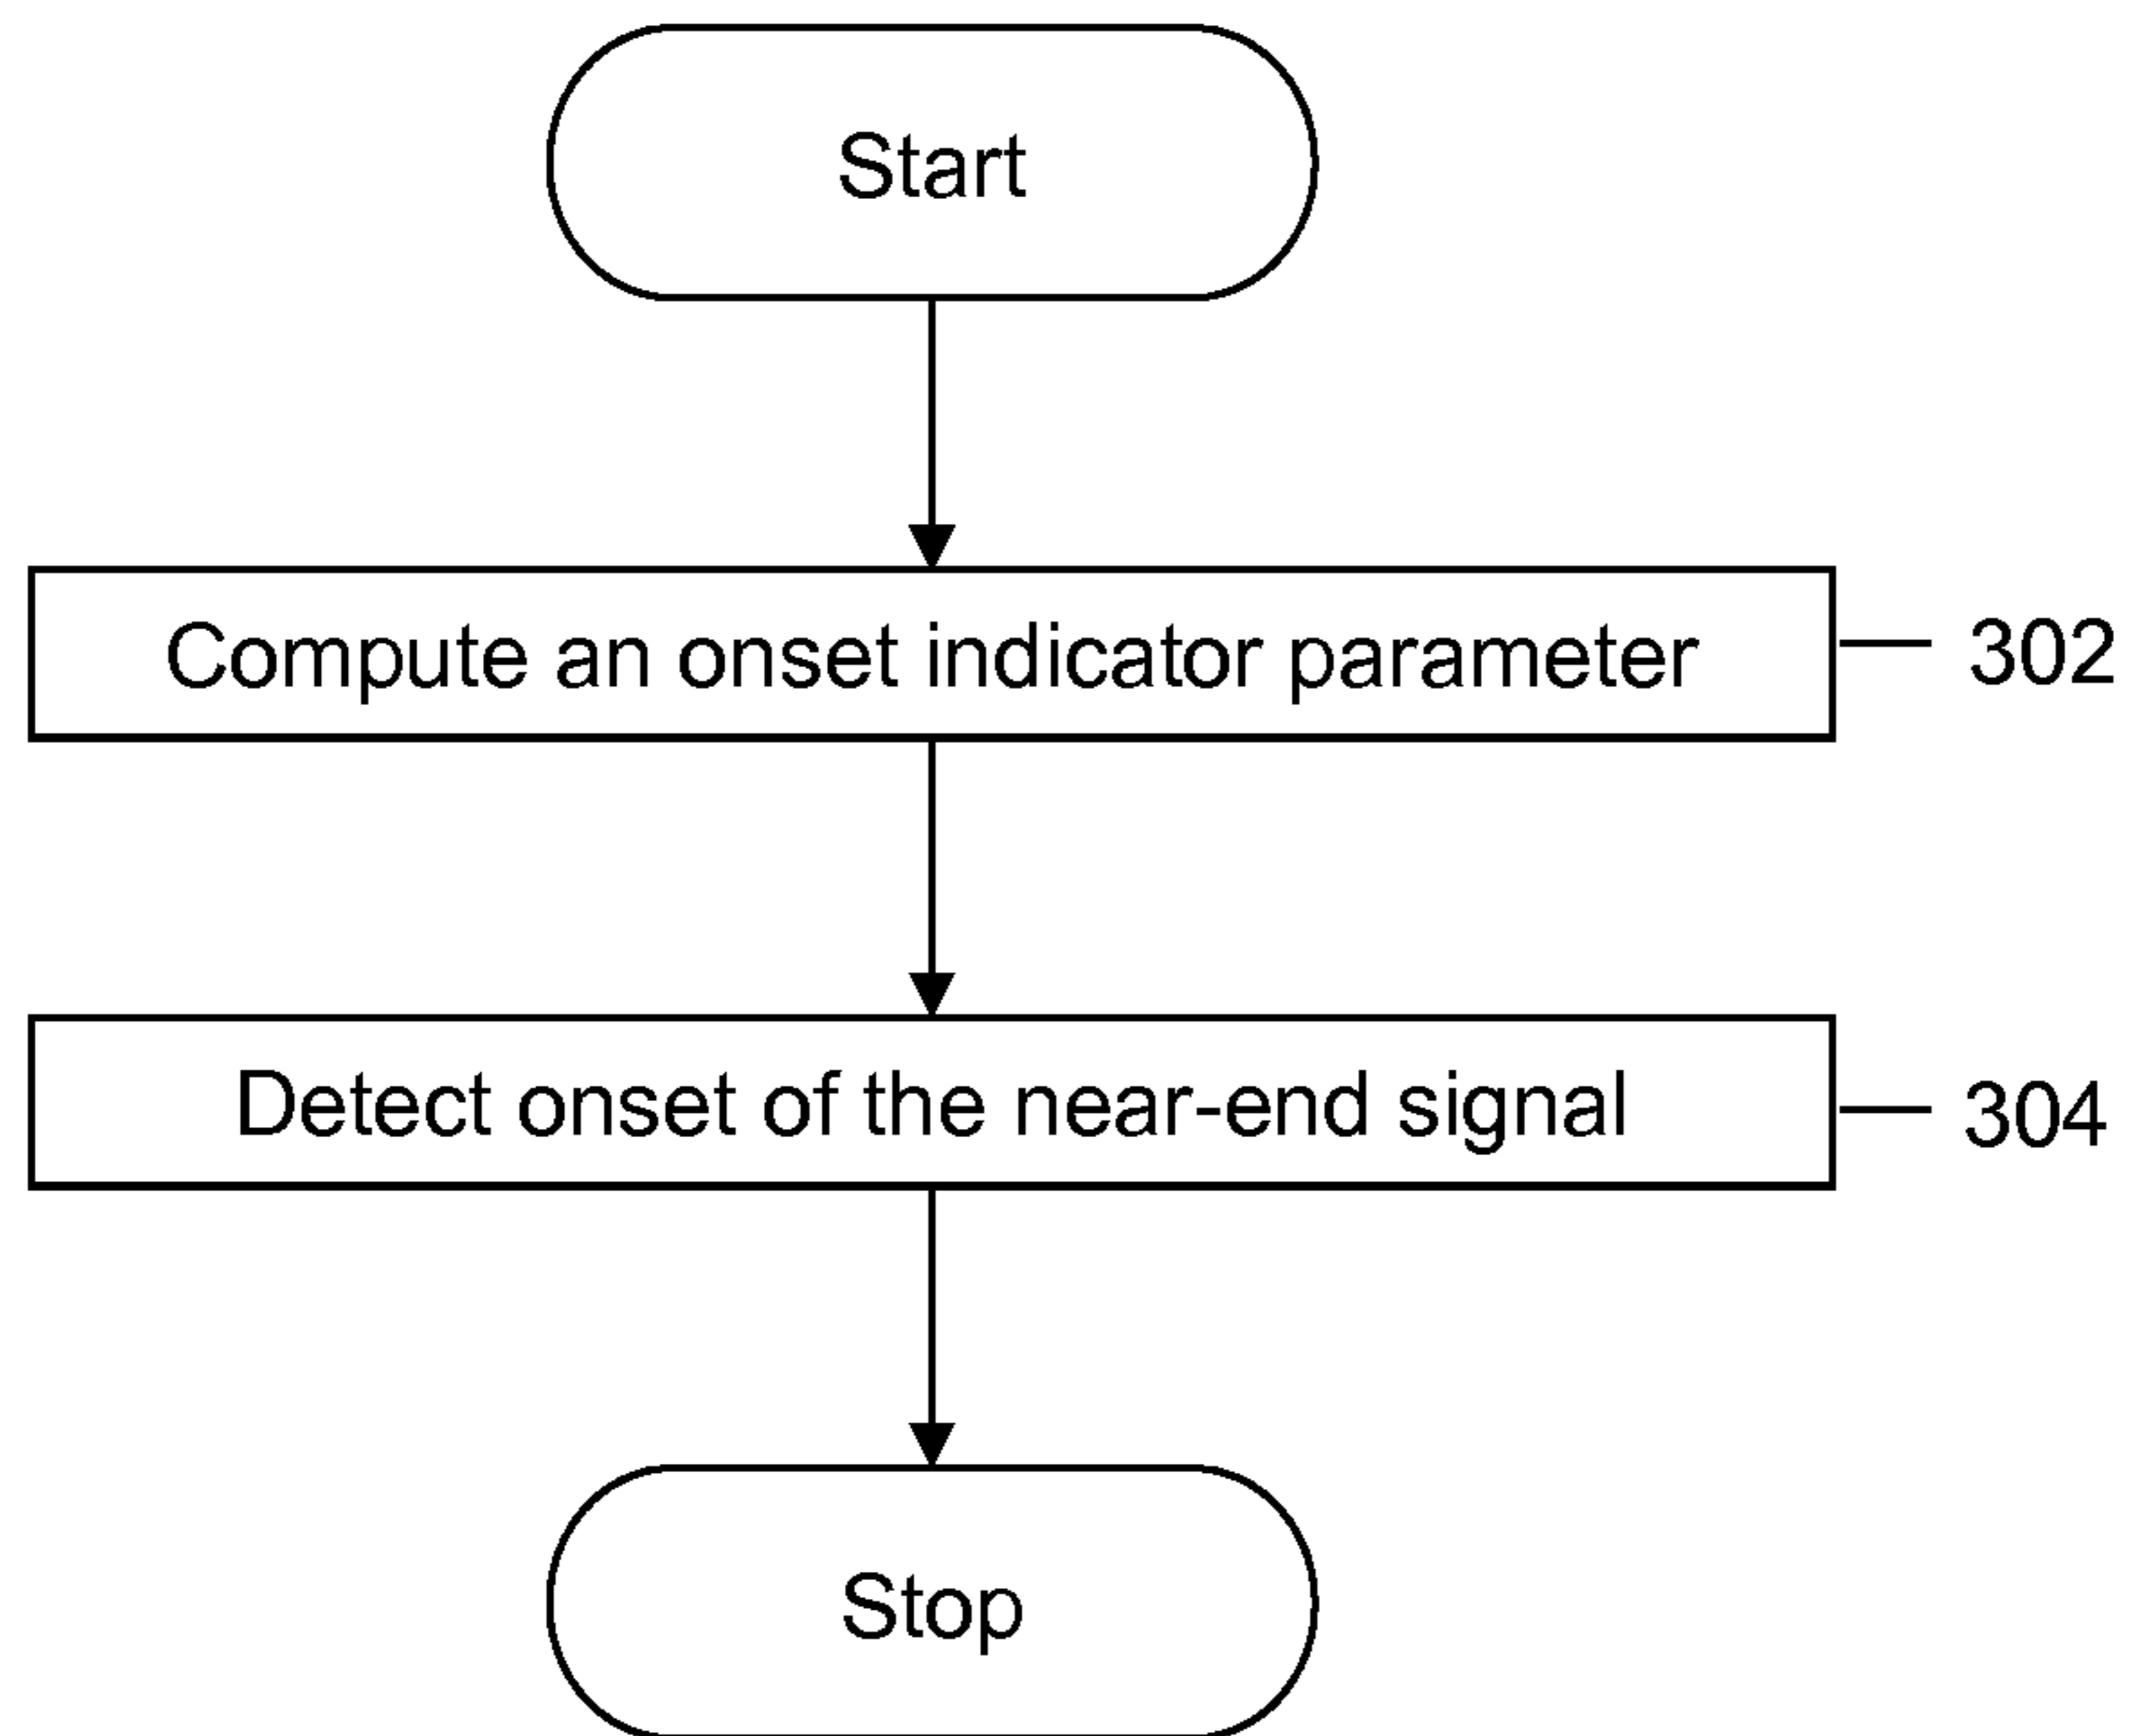 Start
Compute an onset indicator parameter
302
Detect onset of the near-end signal
304
Stop